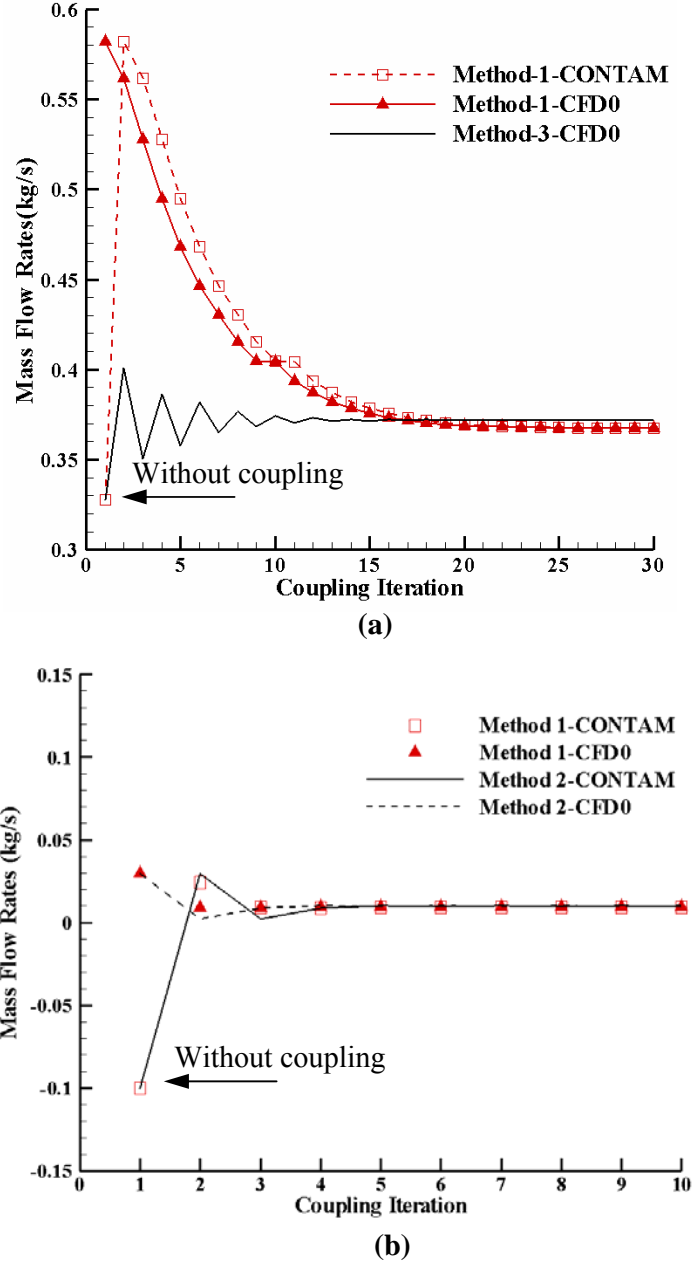 0.6
0.55
0.5
0.45
0.4
0.35
0.3
Mass Flow Rates(kg/s)
Method-1-CONTAM
Method-1-CFD0
Method-3-CFD0
Without coupling
0 5 10 15 20 25 30
Coupling Iteration
(a)
0.15
0.1
0.05
0
-0.05
-0.1
-0.15
Mass Flow Rates (kg/s)
Method 1-CONTAM
Method 1-CFD0
Method 2-CONTAM
Method 2-CFD0
Without coupling
0 1 2 3 4 5 6 7 8 9 10
Coupling Iteration
(b)